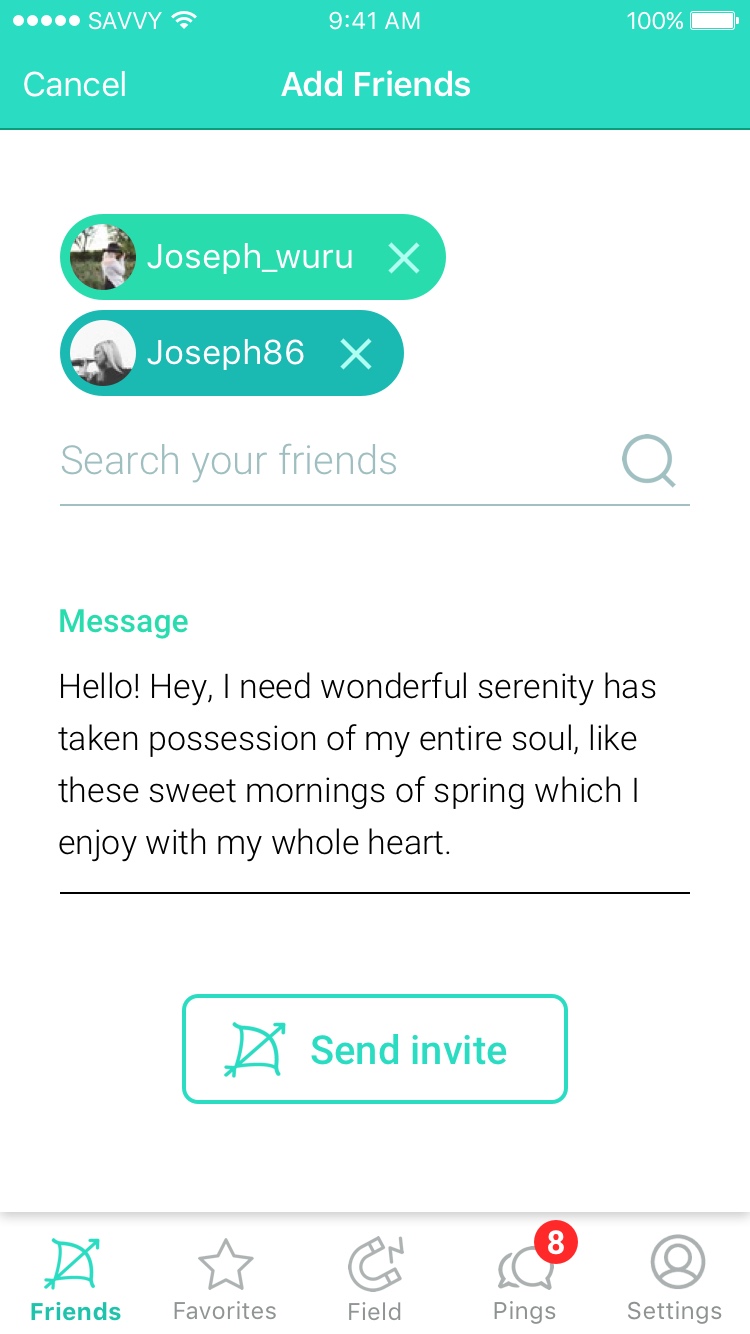 SAVVY 9:41 AM 100%
Cancel Add Friends
Joseph_wuru
Joseph86
Search your friends
Message
Hello! Hey, I need wonderful serenity has
taken possession of my entire soul, like
these sweet mornings of spring which I
enjoy with my whole heart.
Send invite
8
Friends Favorites Field Pings Settings